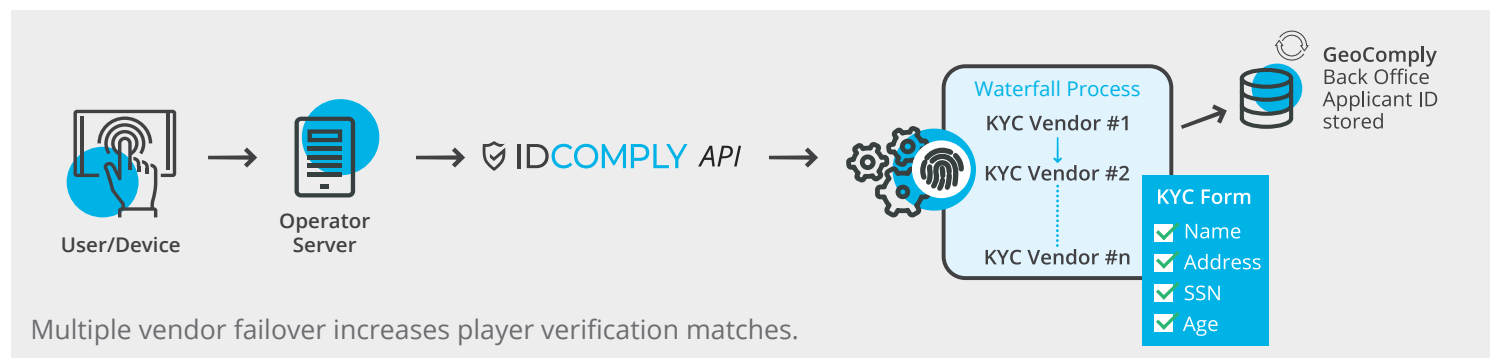 User/Device
Operator
Server
IDCOMPLY API
Waterfall Process
KYC Vendor #1
KYC Vendor #2
KYC Vendor #n
KYC Form
Name
Address
SSN
Age
GeoComply
Back Office
Applicant ID
stored
Multiple vendor failover increases player verification matches.